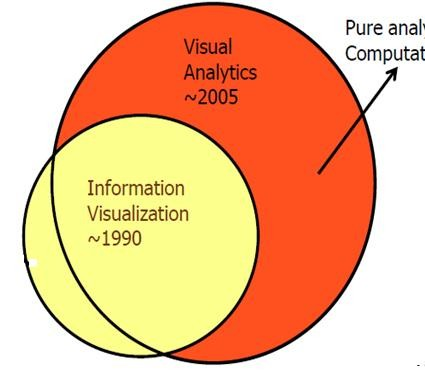 Visual
Analytics
~2005
Pure analy
Computat
Information
Visualization
~1990